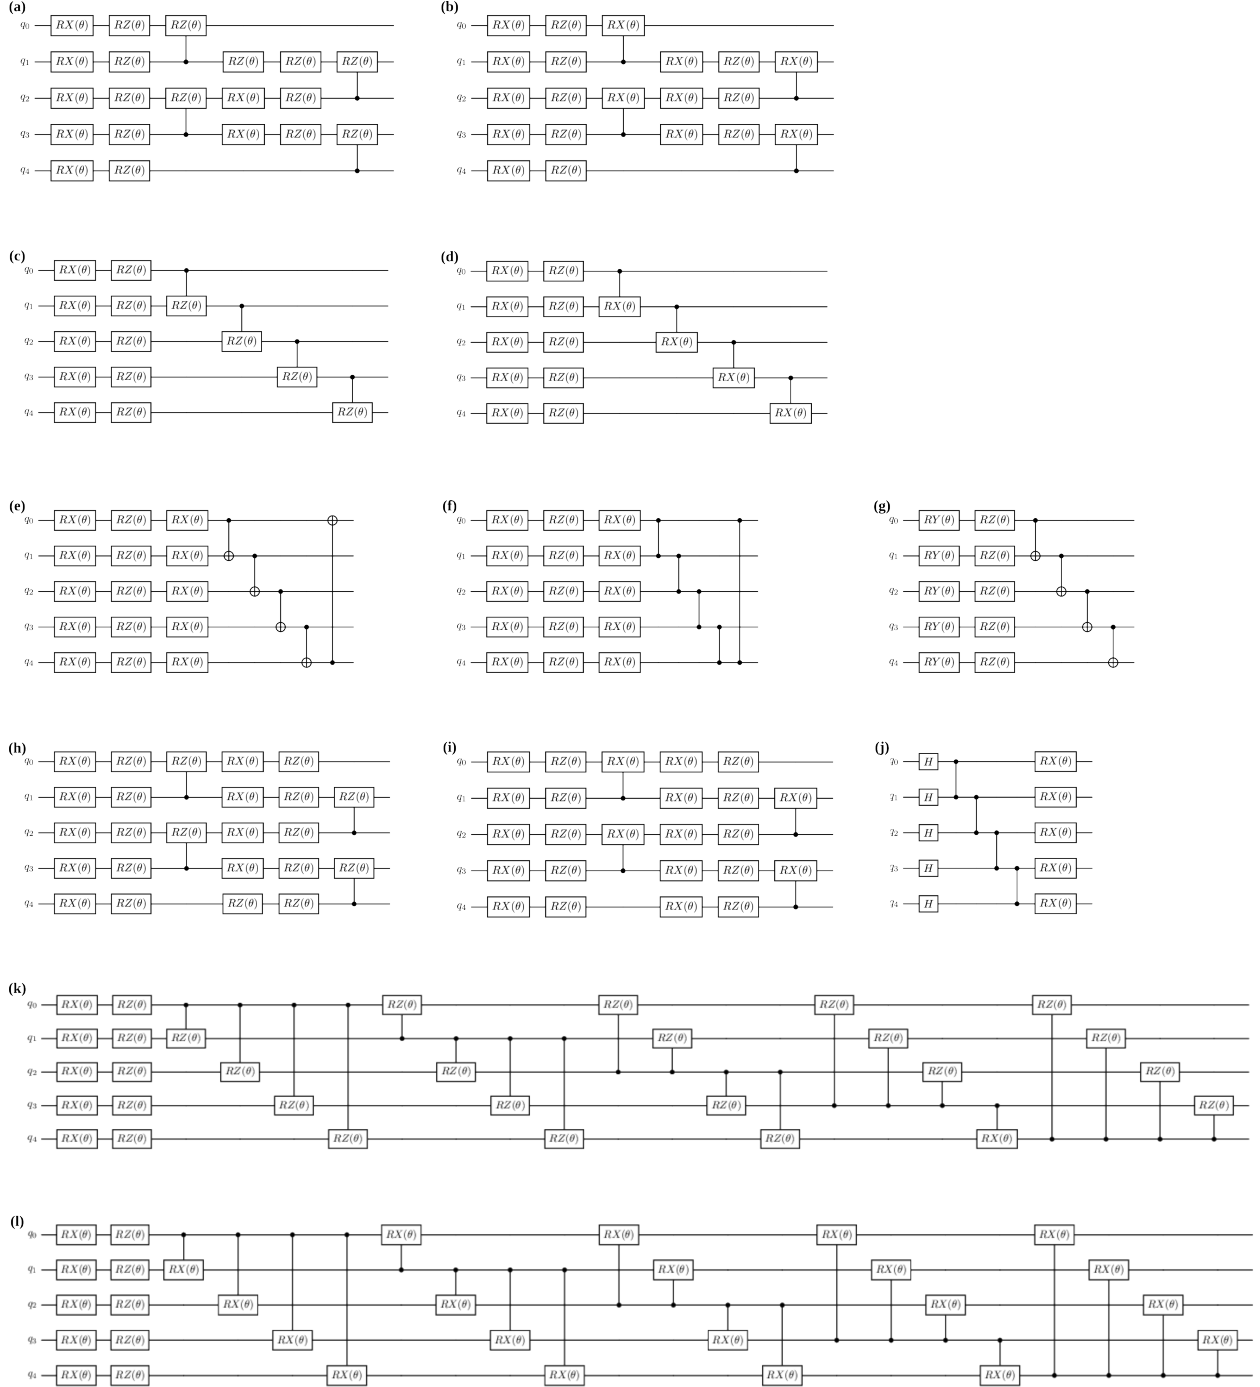 (a) (b)
q0 RX(θ) RZ(θ) RZ(θ) q0 RX(θ) RZ(θ) RX(θ)
q1 RX(θ) RZ(θ) RZ(θ) RZ(θ) RZ(θ) q1 RX(θ) RZ(θ) RX(θ) RZ(θ) RX(θ)
q2 RX(θ) RZ(θ) RZ(θ) RX(θ) RZ(θ) q2 RX(θ) RZ(θ) RX(θ) RX(θ) RZ(θ)
q3 RX(θ) RZ(θ) RX(θ) RZ(θ) RZ(θ) q3 RX(θ) RZ(θ) RX(θ) RZ(θ) RX(θ)
q4 RX(θ) RZ(θ) q4 RX(θ) RZ(θ)
(c) (d)
q0 RX(θ) RZ(θ) q0 RX(θ) RZ(θ)
q1 RX(θ) RZ(θ) RZ(θ) q1 RX(θ) RZ(θ) RX(θ)
q2 RX(θ) RZ(θ) RZ(θ) q2 RX(θ) RZ(θ) RX(θ)
q3 RX(θ) RZ(θ) RZ(θ) q3 RX(θ) RZ(θ) RX(θ)
q4 RX(θ) RZ(θ) RZ(θ) q4 RX(θ) RZ(θ) RX(θ)
(e) (f) (g)
q0 RX(θ) RZ(θ) RX(θ) q0 RX(θ) RZ(θ) RX(θ) q0 RY(θ) RZ(θ)
q1 RX(θ) RZ(θ) RX(θ) q1 RX(θ) RZ(θ) RX(θ) q1 RY(θ) RZ(θ)
q2 RX(θ) RZ(θ) RX(θ) q2 RX(θ) RZ(θ) RX(θ) q2 RY(θ) RZ(θ)
q3 RX(θ) RZ(θ) RX(θ) q3 RX(θ) RZ(θ) RX(θ) q3 RY(θ) RZ(θ)
q4 RX(θ) RZ(θ) RX(θ) q4 RX(θ) RZ(θ) RX(θ) q4 RY(θ) RZ(θ)
(h) (i) (j)
q0 RX(θ) RZ(θ) RZ(θ) RX(θ) RZ(θ) q0 RX(θ) RZ(θ) RX(θ) RX(θ) RZ(θ) q0 H RX(θ)
q1 RX(θ) RZ(θ) RX(θ) RZ(θ) RZ(θ) q1 RX(θ) RZ(θ) RX(θ) RZ(θ) RX(θ) q1 H RX(θ)
q2 RX(θ) RZ(θ) RZ(θ) RX(θ) RZ(θ) q2 RX(θ) RZ(θ) RX(θ) RX(θ) RZ(θ) q2 H RX(θ)
q3 RX(θ) RZ(θ) RX(θ) RZ(θ) RZ(θ) q3 RX(θ) RZ(θ) RX(θ) RZ(θ) RX(θ) q3 H RX(θ)
q4 RX(θ) RZ(θ) RZ(θ) RZ(θ) q4 RX(θ) RZ(θ) RX(θ) RZ(θ) q4 H RX(θ)
(k)
q0 RX(θ) RZ(θ) RZ(θ) RZ(θ) RZ(θ) RZ(θ)
q1 RX(θ) RZ(θ) RZ(θ) RZ(θ) RZ(θ) RZ(θ)
q2 RX(θ) RZ(θ) RZ(θ) RZ(θ) RZ(θ) RZ(θ)
q3 RX(θ) RZ(θ) RZ(θ) RZ(θ) RZ(θ) RZ(θ)
q4 RX(θ) RZ(θ) RZ(θ) RZ(θ) RZ(θ) RX(θ)
(l)
q0 RX(θ) RZ(θ) RX(θ) RX(θ) RX(θ) RX(θ)
q1 RX(θ) RZ(θ) RX(θ) RX(θ) RX(θ) RX(θ)
q2 RX(θ) RZ(θ) RX(θ) RX(θ) RX(θ) RX(θ)
q3 RX(θ) RZ(θ) RX(θ) RX(θ) RX(θ) RX(θ)
q4 RX(θ) RZ(θ) RX(θ) RX(θ) RX(θ) RX(θ)